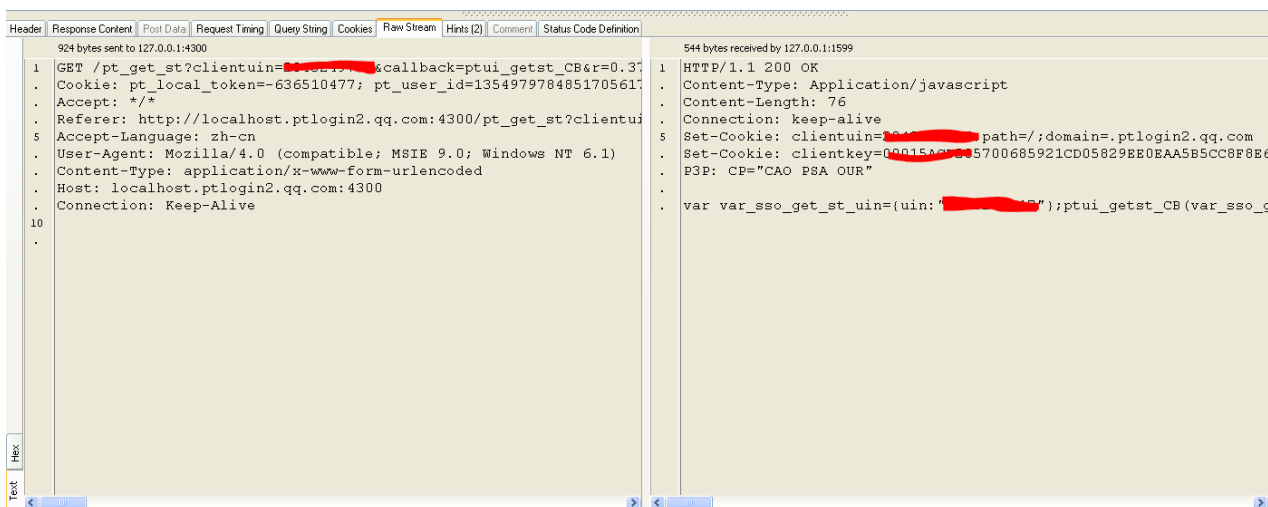 Header Response Content Post Data Request Timing Query String Cookies Raw Stream Hints (2) Comment Status Code Definition
924 bytes sent to 127.0.0.1:4300
1 GET /pt_get_st?clientuin= &callback=ptui_getst_CB&r=0.37
. Cookie: pt_local_token=-636510477; pt_user_id=1354979784851705617
. Accept: */*
. Referer: http://localhost.ptlogin2.qq.com:4300/pt_get_st?clientui
5 Accept-Language: zh-cn
. User-Agent: Mozilla/4.0 (compatible; MSIE 9.0; Windows NT 6.1)
. Content-Type: application/x-www-form-urlencoded
. Host: localhost.ptlogin2.qq.com:4300
. Connection: Keep-Alive
10
.
544 bytes received by 127.0.0.1:1599
1 HTTP/1.1 200 OK
. Content-Type: Application/javascript
. Content-Length: 76
. Connection: keep-alive
5 Set-Cookie: clientuin= path=/;domain=.ptlogin2.qq.com
. Set-Cookie: clientkey= 5700685921CD05829EE0EAA5B5CC8F8E6
. P3P: CP="CAO PSA OUR"
.
. var var_sso_get_st_uin={uin:" "};ptui_getst_CB(var_sso_g
Hex
Text